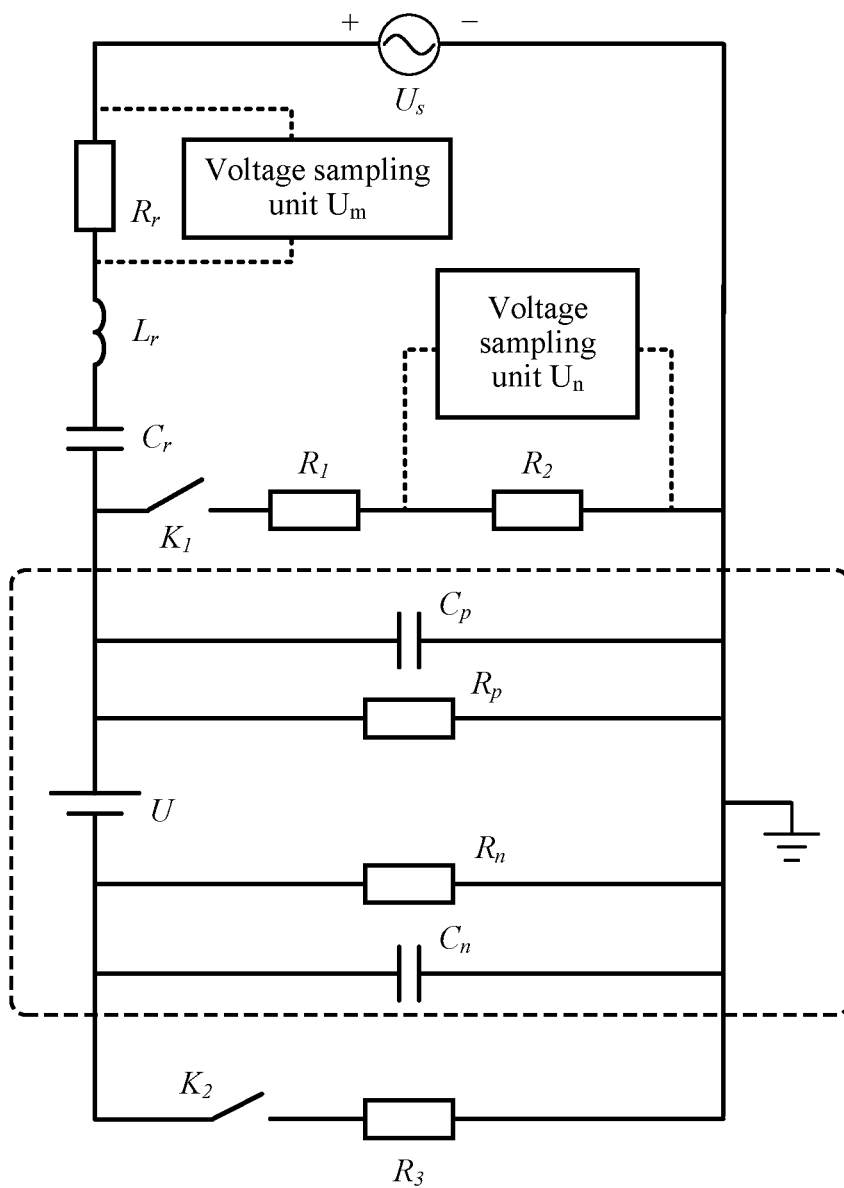 + −
U_s
Voltage sampling
unit U_m
R_r
L_r
Voltage
sampling
unit U_n
C_r
R_1
R_2
K_1
C_p
R_p
U
R_n
C_n
K_2
R_3